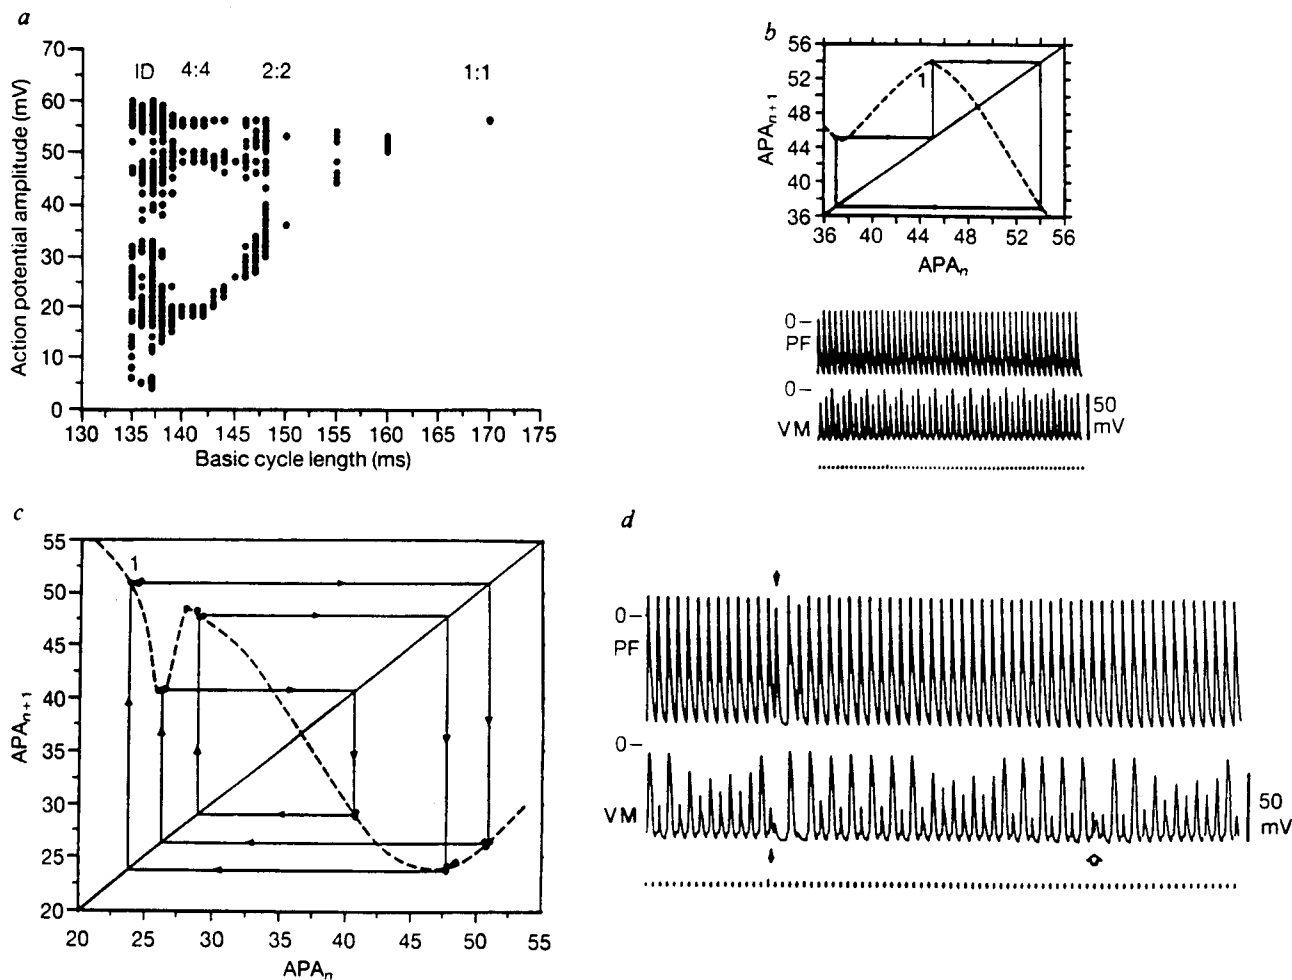 a
Action potential amplitude (mV)
70
60
50
40
30
20
10
0
ID 4:4 2:2 1:1
130 135 140 145 150 155 160 165 170 175
Basic cycle length (ms)
b
APAn+1
56
52
48
44
40
36
1
36 40 44 48 52 56
APAn
0–
PF
0–
VM
50
mV
c
APAn+1
55
50
45
40
35
30
25
20
1
20 25 30 35 40 45 50 55
APAn
d
0–
PF
0–
VM
50
mV